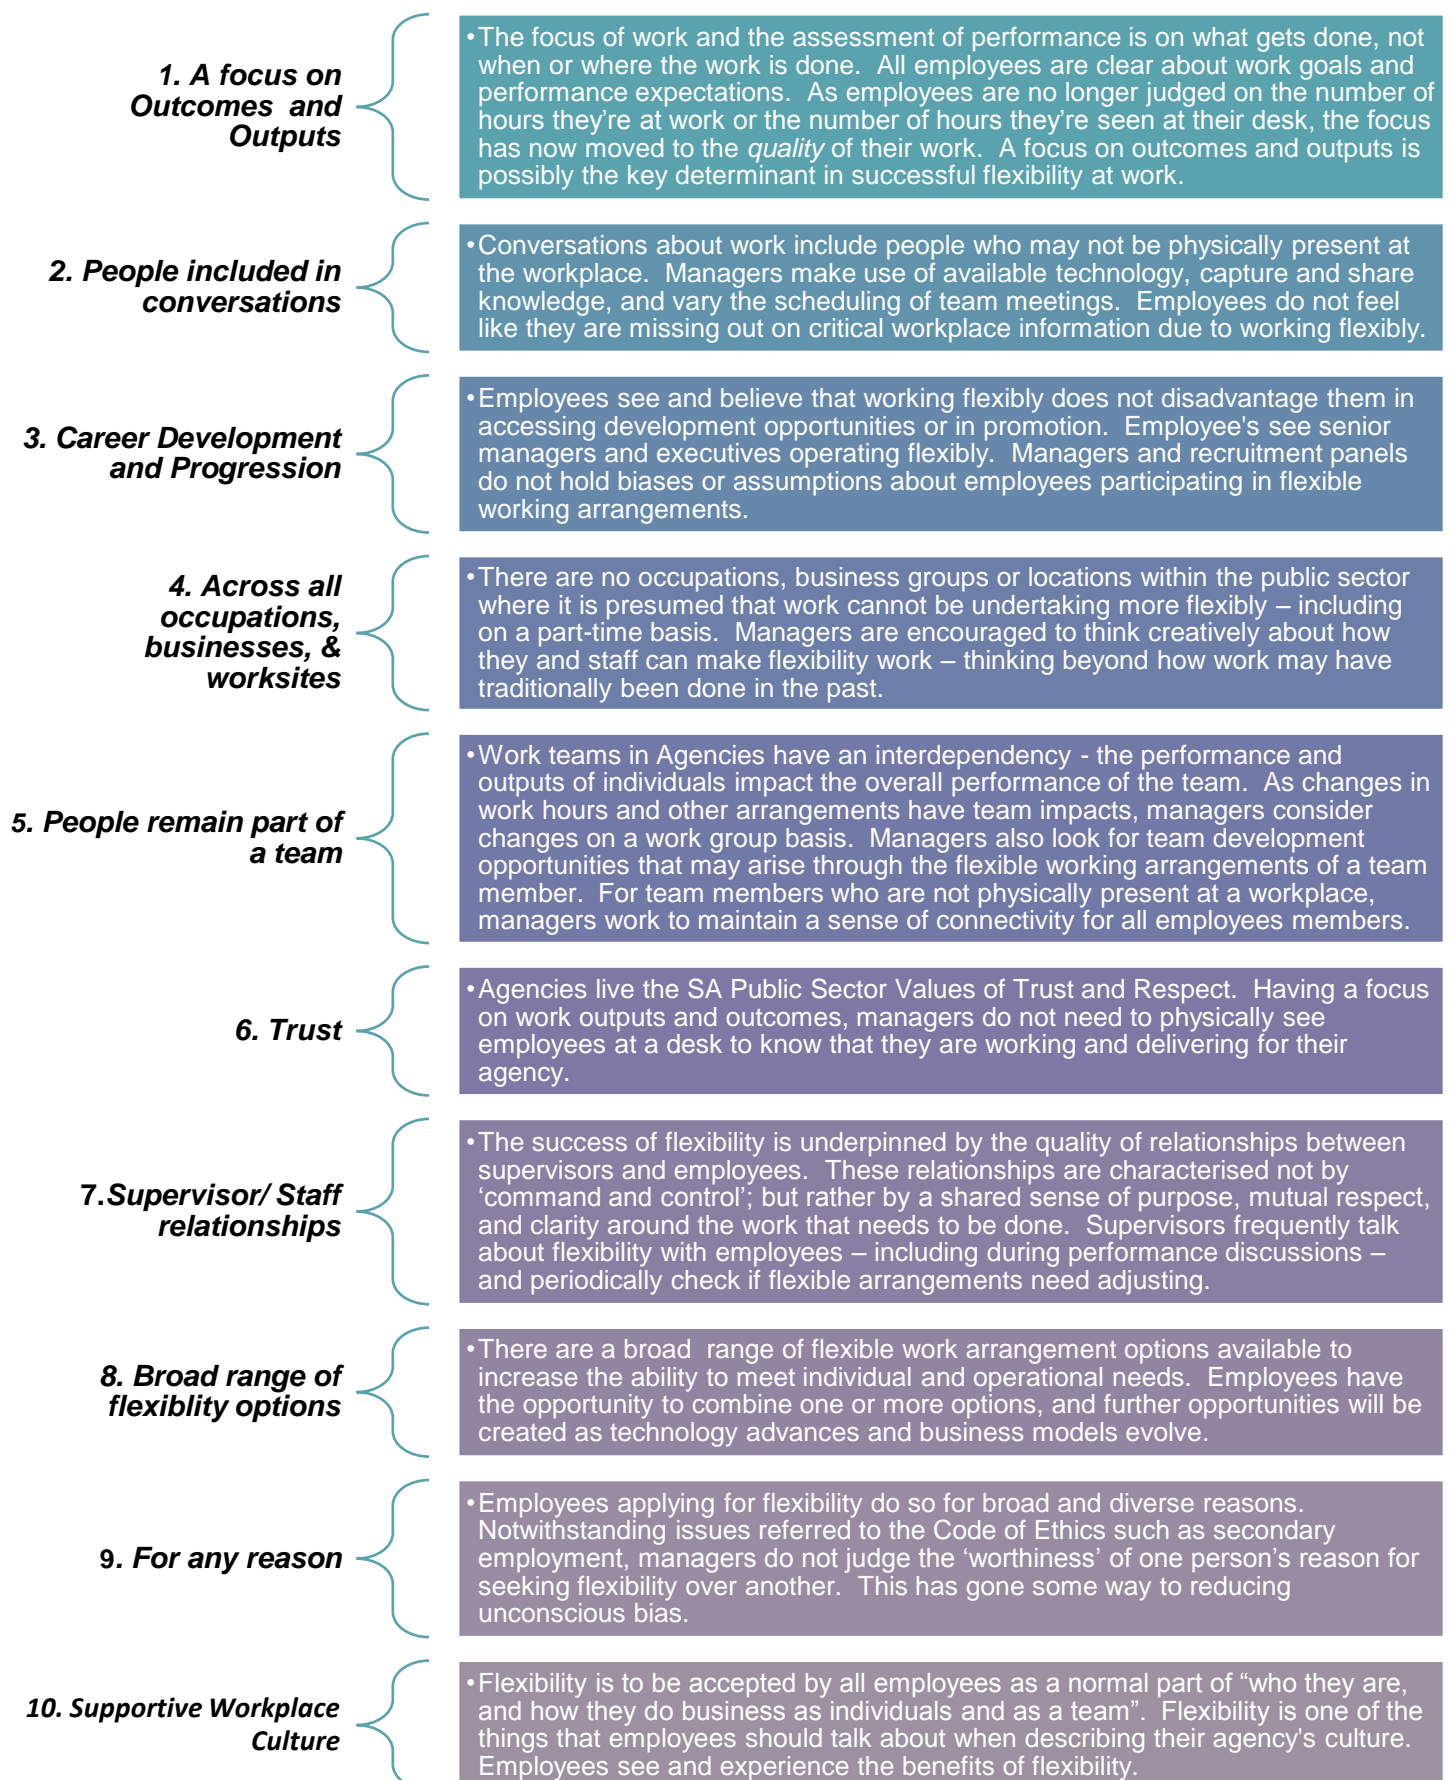 1. A focus on
Outcomes and
Outputs
•The focus of work and the assessment of performance is on what gets done, not
when or where the work is done. All employees are clear about work goals and
performance expectations. As employees are no longer judged on the number of
hours they’re at work or the number of hours they’re seen at their desk, the focus
has now moved to the quality of their work. A focus on outcomes and outputs is
possibly the key determinant in successful flexibility at work.
2. People included in
conversations
•Conversations about work include people who may not be physically present at
the workplace. Managers make use of available technology, capture and share
knowledge, and vary the scheduling of team meetings. Employees do not feel
like they are missing out on critical workplace information due to working flexibly.
3. Career Development
and Progression
•Employees see and believe that working flexibly does not disadvantage them in
accessing development opportunities or in promotion. Employee's see senior
managers and executives operating flexibly. Managers and recruitment panels
do not hold biases or assumptions about employees participating in flexible
working arrangements.
4. Across all
occupations,
businesses, &
worksites
•There are no occupations, business groups or locations within the public sector
where it is presumed that work cannot be undertaking more flexibly – including
on a part-time basis. Managers are encouraged to think creatively about how
they and staff can make flexibility work – thinking beyond how work may have
traditionally been done in the past.
5. People remain part of
a team
•Work teams in Agencies have an interdependency - the performance and
outputs of individuals impact the overall performance of the team. As changes in
work hours and other arrangements have team impacts, managers consider
changes on a work group basis. Managers also look for team development
opportunities that may arise through the flexible working arrangements of a team
member. For team members who are not physically present at a workplace,
managers work to maintain a sense of connectivity for all employees members.
6. Trust
•Agencies live the SA Public Sector Values of Trust and Respect. Having a focus
on work outputs and outcomes, managers do not need to physically see
employees at a desk to know that they are working and delivering for their
agency.
7.Supervisor/ Staff
relationships
•The success of flexibility is underpinned by the quality of relationships between
supervisors and employees. These relationships are characterised not by
‘command and control’; but rather by a shared sense of purpose, mutual respect,
and clarity around the work that needs to be done. Supervisors frequently talk
about flexibility with employees – including during performance discussions –
and periodically check if flexible arrangements need adjusting.
8. Broad range of
flexiblity options
•There are a broad range of flexible work arrangement options available to
increase the ability to meet individual and operational needs. Employees have
the opportunity to combine one or more options, and further opportunities will be
created as technology advances and business models evolve.
9. For any reason
•Employees applying for flexibility do so for broad and diverse reasons.
Notwithstanding issues referred to the Code of Ethics such as secondary
employment, managers do not judge the ‘worthiness’ of one person’s reason for
seeking flexibility over another. This has gone some way to reducing
unconscious bias.
10. Supportive Workplace
Culture
•Flexibility is to be accepted by all employees as a normal part of “who they are,
and how they do business as individuals and as a team”. Flexibility is one of the
things that employees should talk about when describing their agency's culture.
Employees see and experience the benefits of flexibility.